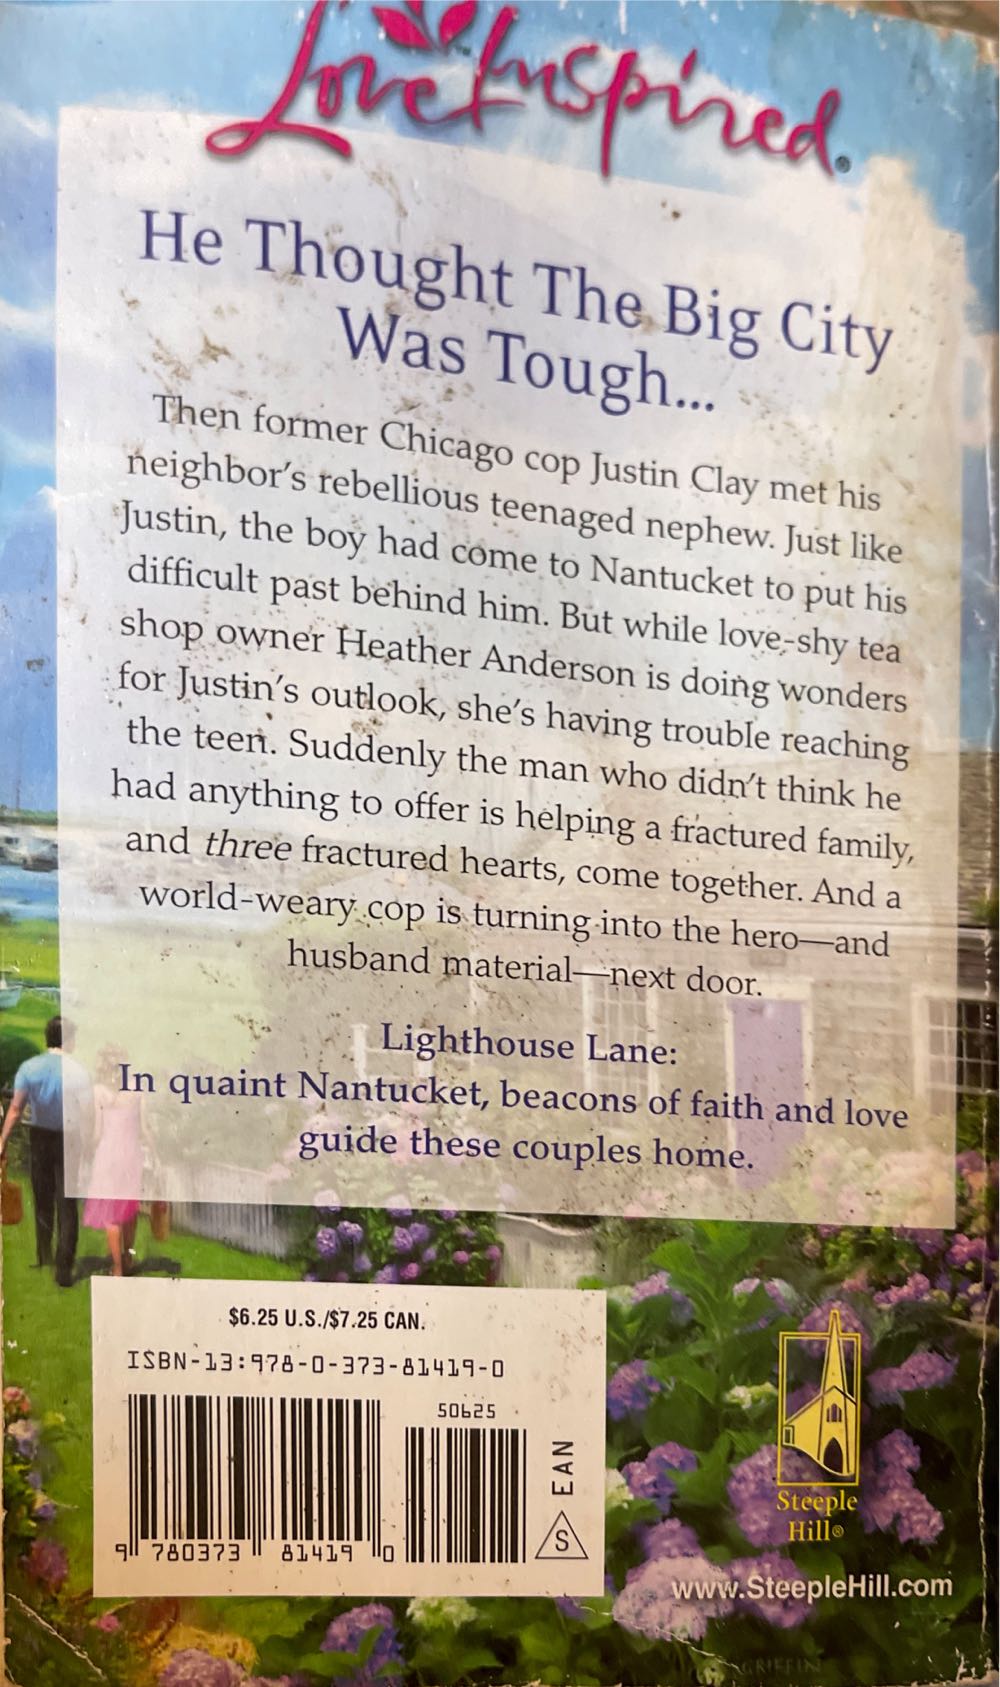 Love Inspired®
He Thought The Big City
Was Tough...
Then former Chicago cop Justin Clay met his
neighbor's rebellious teenaged nephew. Just like
Justin, the boy had come to Nantucket to put his
difficult past behind him. But while love-shy tea
shop owner Heather Anderson is doing wonders
for Justin's outlook, she's having trouble reaching
the teen. Suddenly the man who didn't think he
had anything to offer is helping a fractured family,
and three fractured hearts, come together. And a
world-weary cop is turning into the hero—and
husband material—next door.
Lighthouse Lane:
In quaint Nantucket, beacons of faith and love
guide these couples home.
$6.25 U.S./$7.25 CAN.
ISBN-13:978-0-373-81419-0
50625
EAN
S
9 780373 81419 0
Steeple
Hill®
www.SteepleHill.com
GRIFFIN